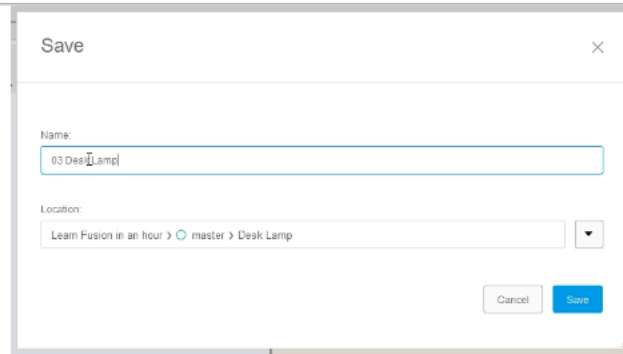 Save
Name:
03 Desk Lamp
Location:
Learn Fusion in an hour > master > Desk Lamp
Cancel
Save